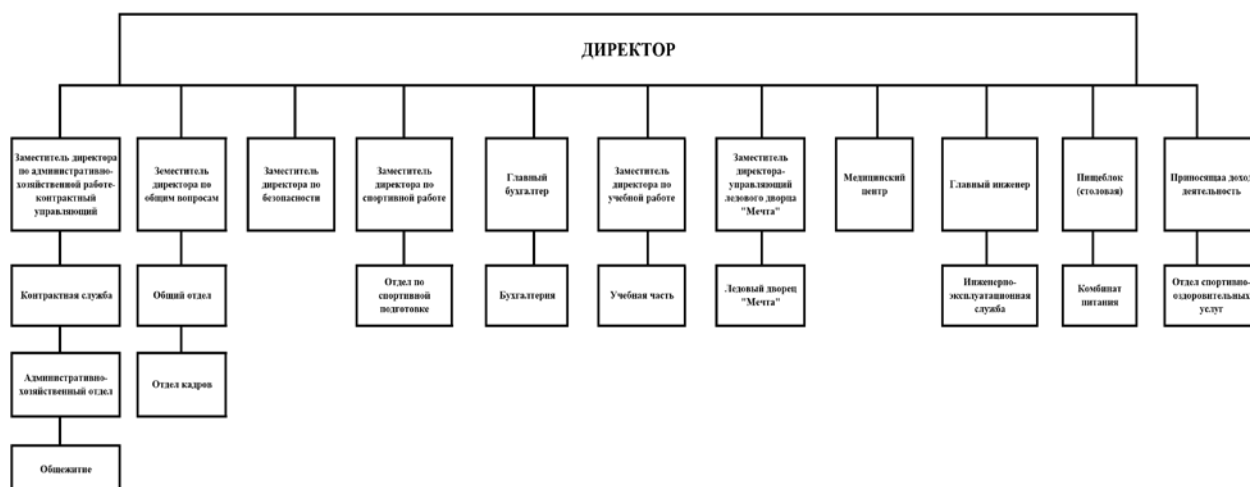 ДИРЕКТОР
Заместитель директора
по административно-
хозяйственной работе-
контрактный
управляющий
Земеститель
директора по
общим вопросам
Заместитель
директора по
безопасности
Заместитель
директора по
спортивной работе
Главный
бухгалтер
Заместитель
директора по
учебной работе
Заместитель
директора-
управляющий
ледового дворца
"Мечта"
Медицинский
центр
Главный инженер
Пищеблок
(столовая)
Приносящаа доход
деятельность
Контрактная служба
Общий отдел
Отдел по
спортивной
подготовке
Бухгалтерия
Учебная часть
Ледовый дворец
"Мечта"
Инженерно-
эксплуатационная
служба
Комбинат
питания
Отдел спортивно-
оздоровительных
услуг
Административно-
хозяйственный отдел
Отдел кадров
Общежитие